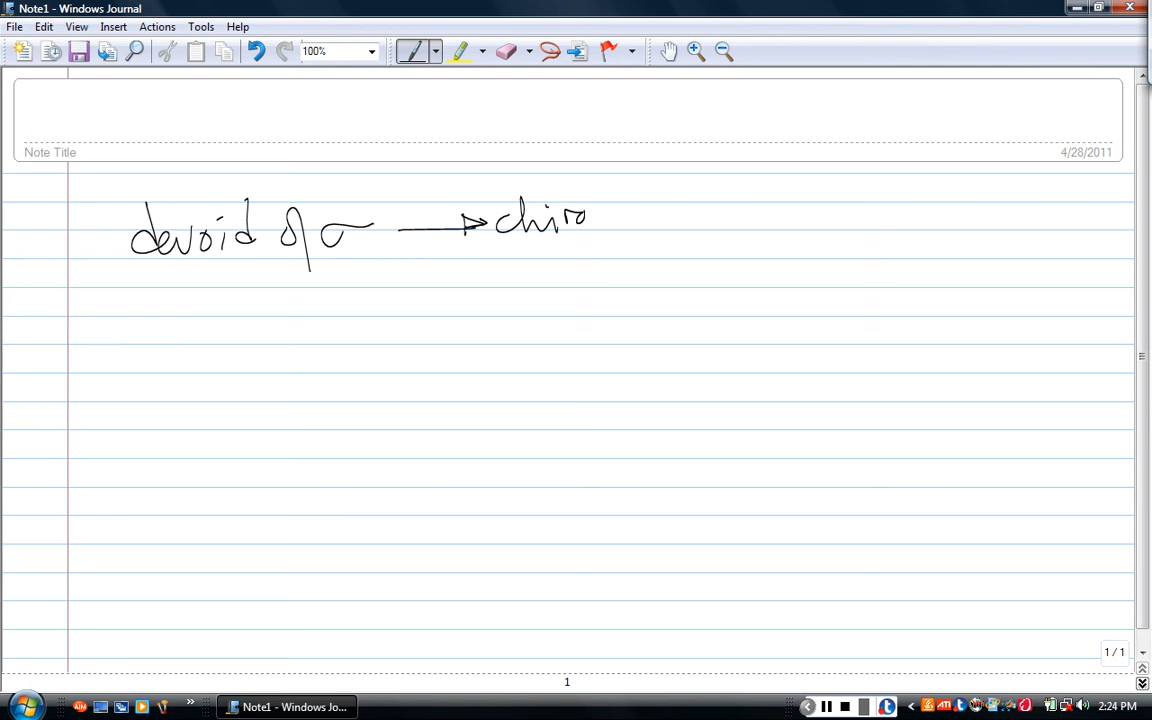 Note1 - Windows Journal
File Edit View Insert Actions Tools Help
100%
Note Title 4/28/2011
devoid of σ → chiro
1 / 1
1
Note1 - Windows Jo... 2:24 PM